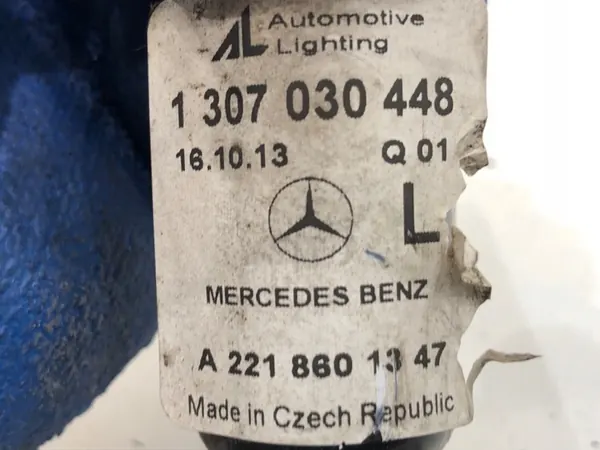 AL Automotive
Lighting
1 307 030 448
16.10.13 Q 01
L
MERCEDES BENZ
A 221 860 13 47
Made in Czech Republic